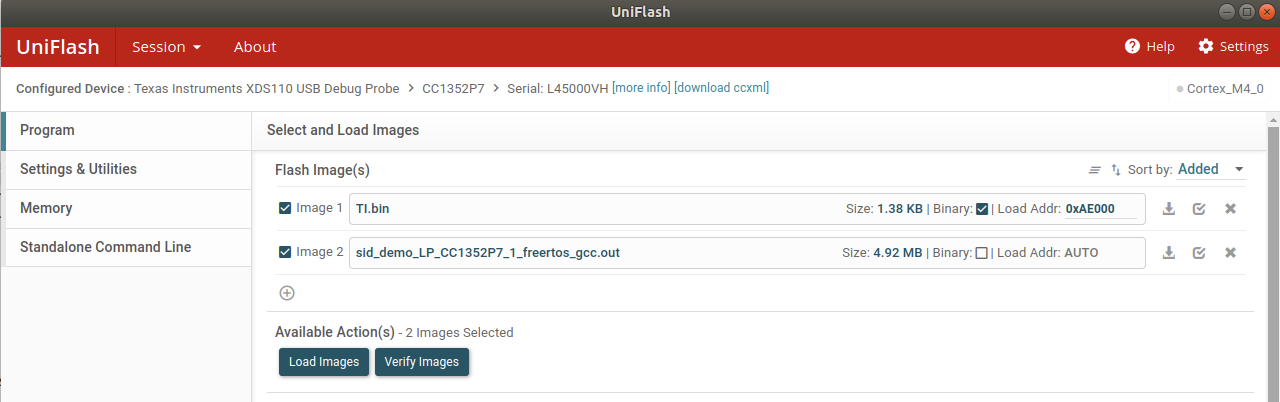 UniFlash
UniFlash Session About Help Settings
Configured Device : Texas Instruments XDS110 USB Debug Probe > CC1352P7 > Serial: L45000VH [more info] [download ccxml] Cortex_M4_0
Program
Select and Load Images
Settings & Utilities
Flash Image(s) Sort by: Added
Memory
Image 1 TI.bin Size: 1.38 KB | Binary: | Load Addr: 0xAE000
Standalone Command Line
Image 2 sid_demo_LP_CC1352P7_1_freertos_gcc.out Size: 4.92 MB | Binary: | Load Addr: AUTO
Available Action(s) - 2 Images Selected
Load Images Verify Images